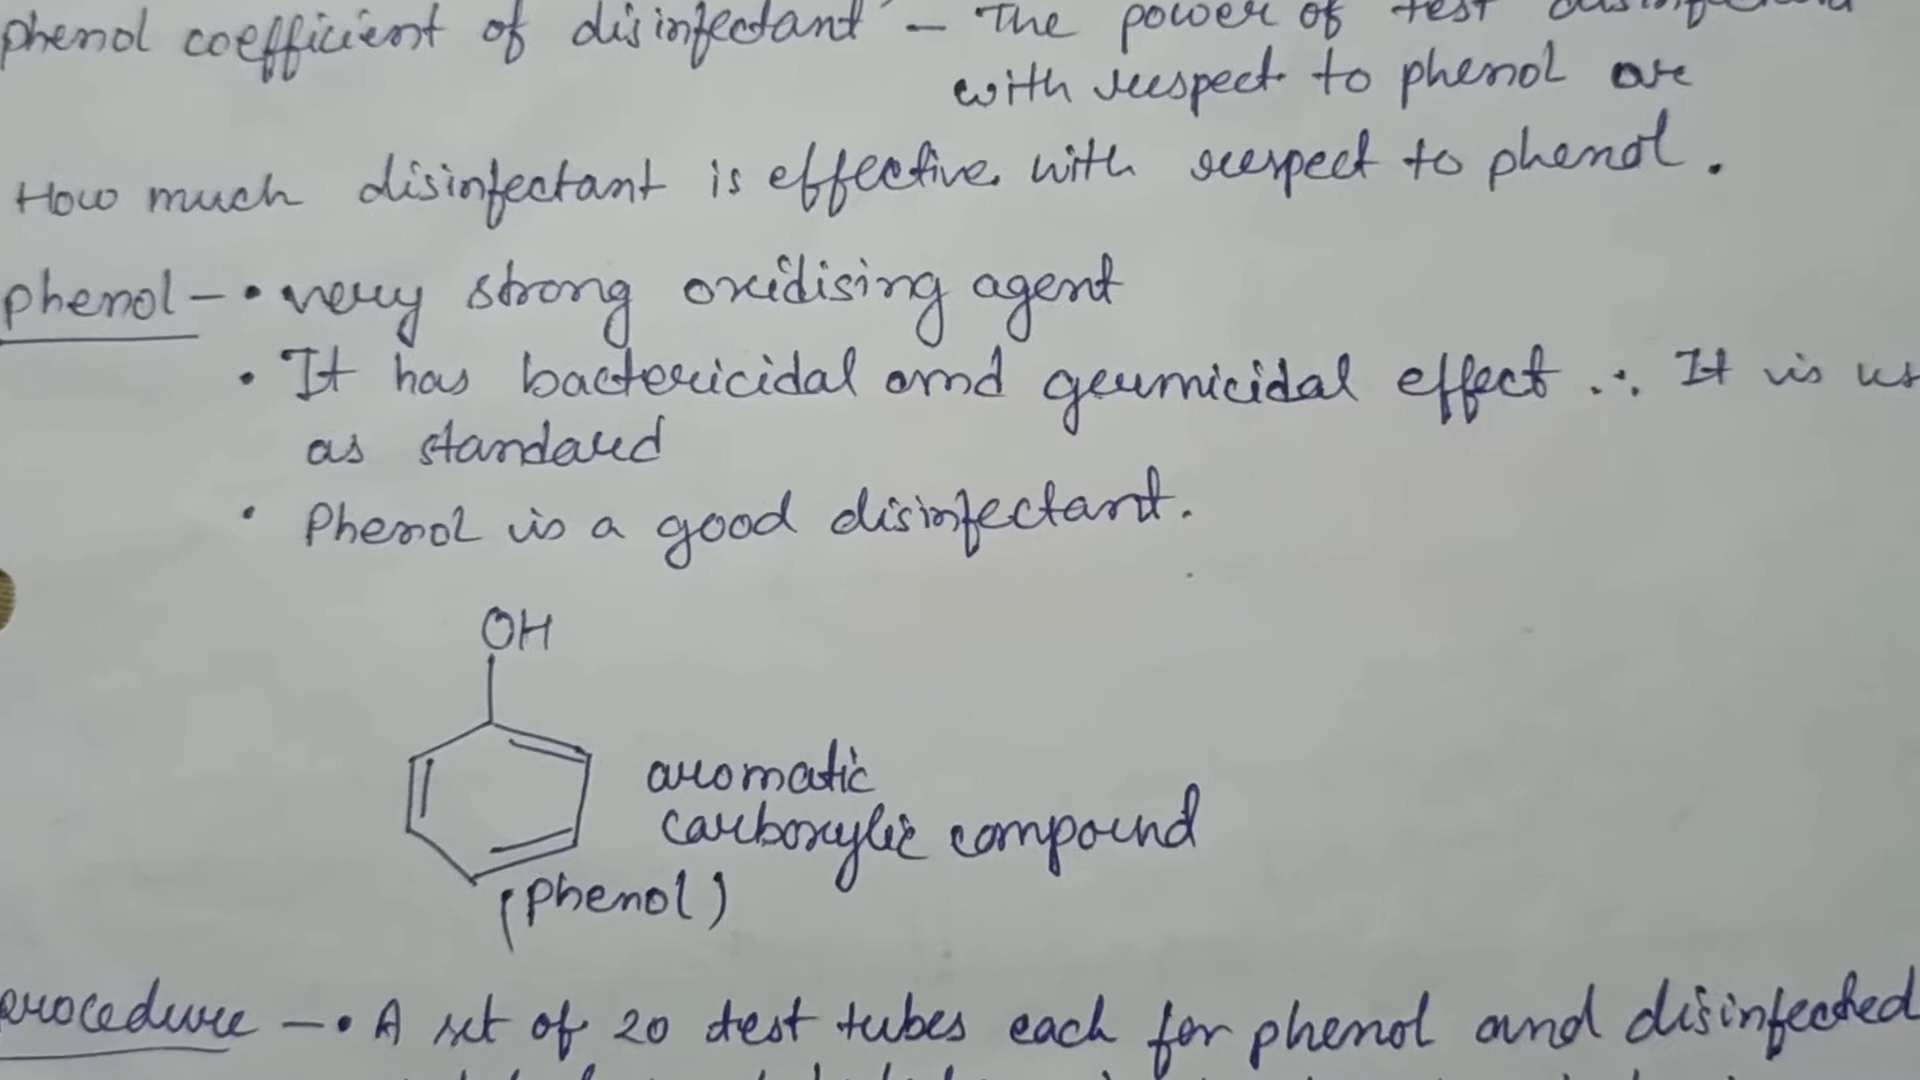 phenol coefficient of disinfectant - The power of test disinfectant
with respect to phenol are
How much disinfectant is effective with respect to phenol.
phenol - • very strong oxidising agent
• It has bactericidal and germicidal effect ∴ It is us
as standard
• Phenol is a good disinfectant.
OH
aromatic
carboxylic compound
(Phenol)
procedure - • A set of 20 test tubes each for phenol and disinfected